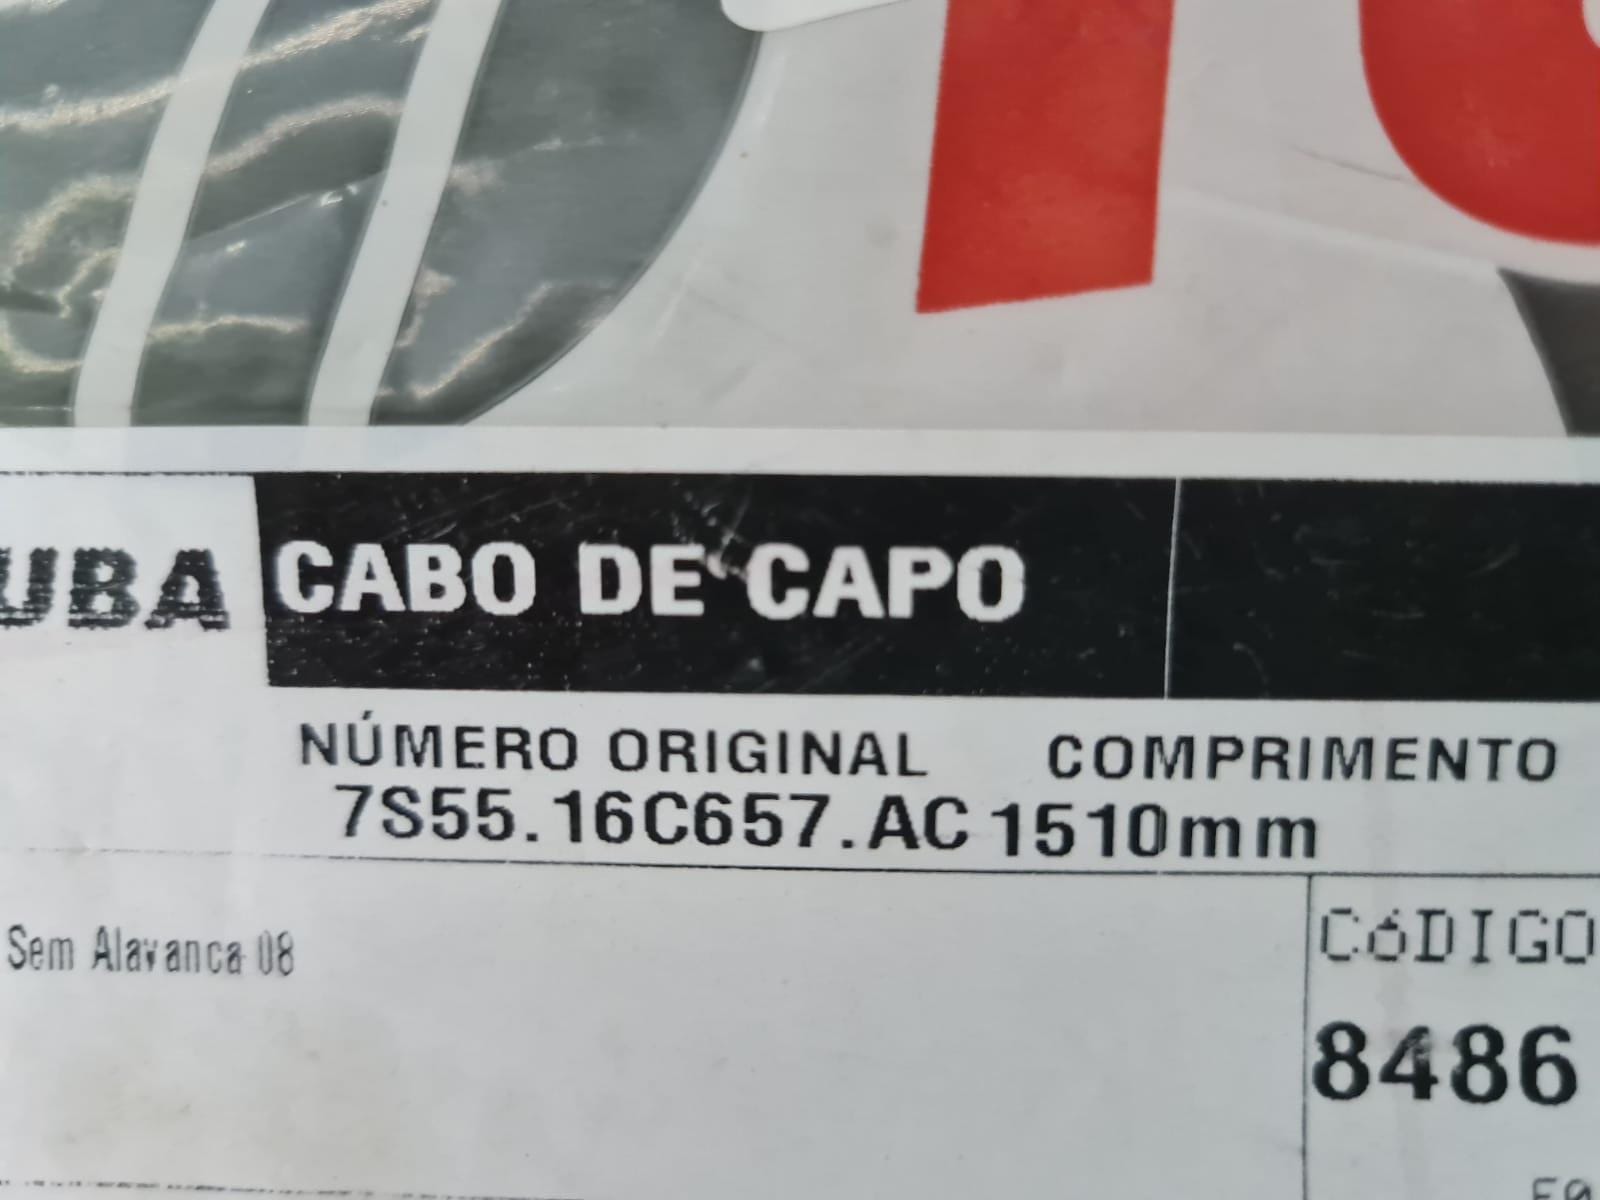 UBA CABO DE CAPO
NÚMERO ORIGINAL COMPRIMENTO
7S55.16C657.AC 1510mm
Sem Alavanca 08
CóDIGO
8486